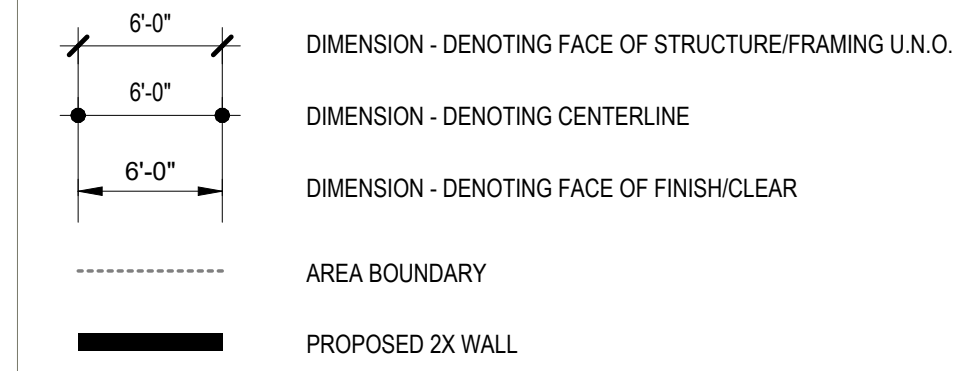 6'-0"
DIMENSION - DENOTING FACE OF STRUCTURE/FRAMING U.N.O.
6'-0"
DIMENSION - DENOTING CENTERLINE
6'-0"
DIMENSION - DENOTING FACE OF FINISH/CLEAR
AREA BOUNDARY
PROPOSED 2X WALL